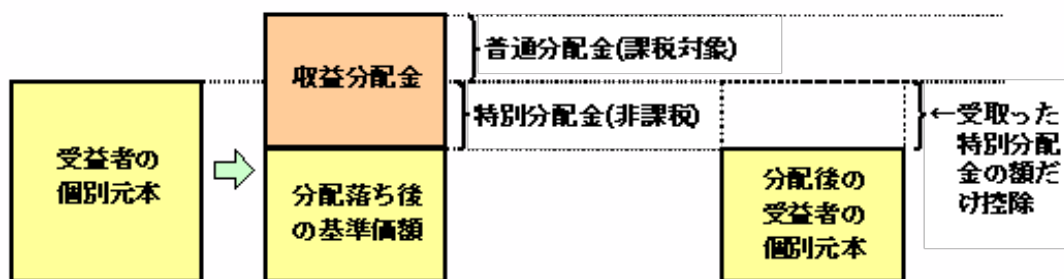 普通分配金(課税対象)
収益分配金
特別分配金(非課税)
←受取った
特別分配
金の額だ
け控除
受益者の
個別元本
分配落ち後
の基準価額
分配後の
受益者の
個別元本